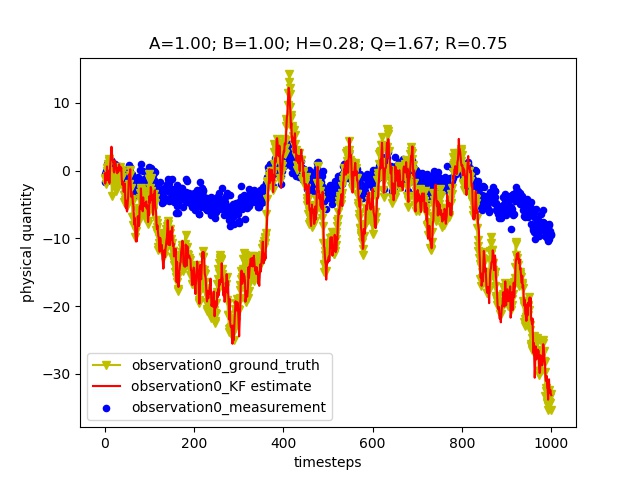 A=1.00; B=1.00; H=0.28; Q=1.67; R=0.75
physical quantity
10
0
−10
−20
−30
observation0_ground_truth
observation0_KF estimate
observation0_measurement
0 200 400 600 800 1000
timesteps